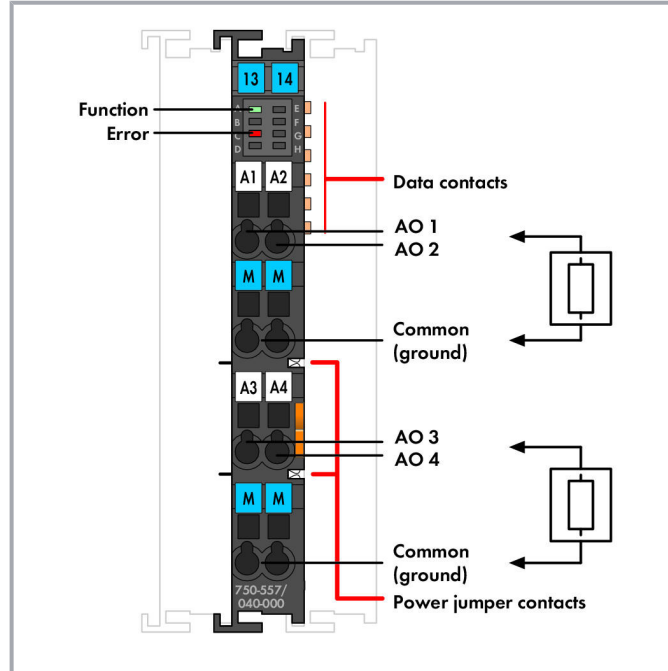 13 14
Function
A E
B F
Error
C G
D H
A1 A2
Data contacts
AO 1
AO 2
M M
Common
(ground)
A3 A4
AO 3
AO 4
M M
Common
(ground)
750-557/
040-000
Power jumper contacts